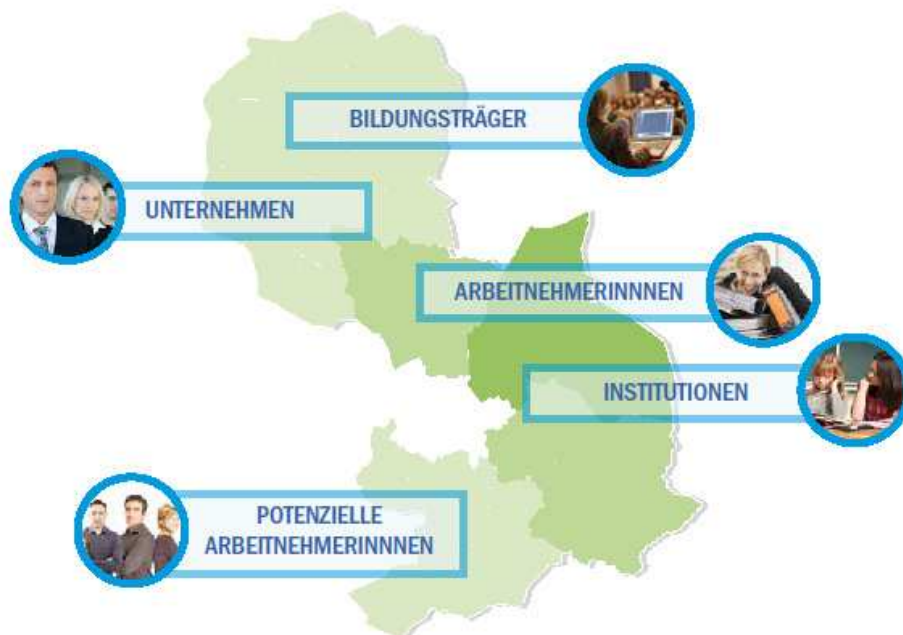 BILDUNGSTRÄGER
UNTERNEHMEN
ARBEITNEHMERINNNEN
INSTITUTIONEN
POTENZIELLE
ARBEITNEHMERINNNEN